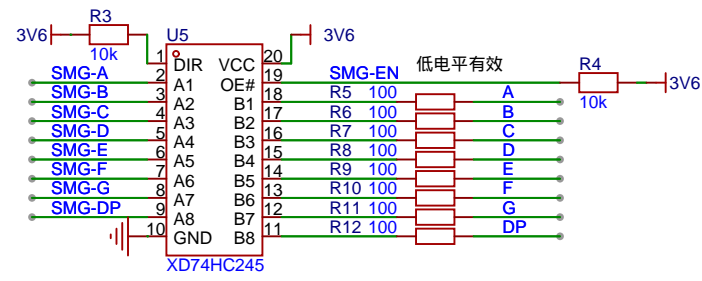 R3 U5
3V6 3V6
10k 1 DIR VCC 20 低电平有效 R4
SMG-A 2 A1 OE# 19 SMG-EN 3V6
SMG-B 3 A2 B1 18 R5 100 A 10k
SMG-C 4 A3 B2 17 R6 100 B
SMG-D 5 A4 B3 16 R7 100 C
SMG-E 6 A5 B4 15 R8 100 D
SMG-F 7 A6 B5 14 R9 100 E
SMG-G 8 A7 B6 13 R10 100 F
SMG-DP 9 A8 B7 12 R11 100 G
10 GND B8 11 R12 100 DP
XD74HC245